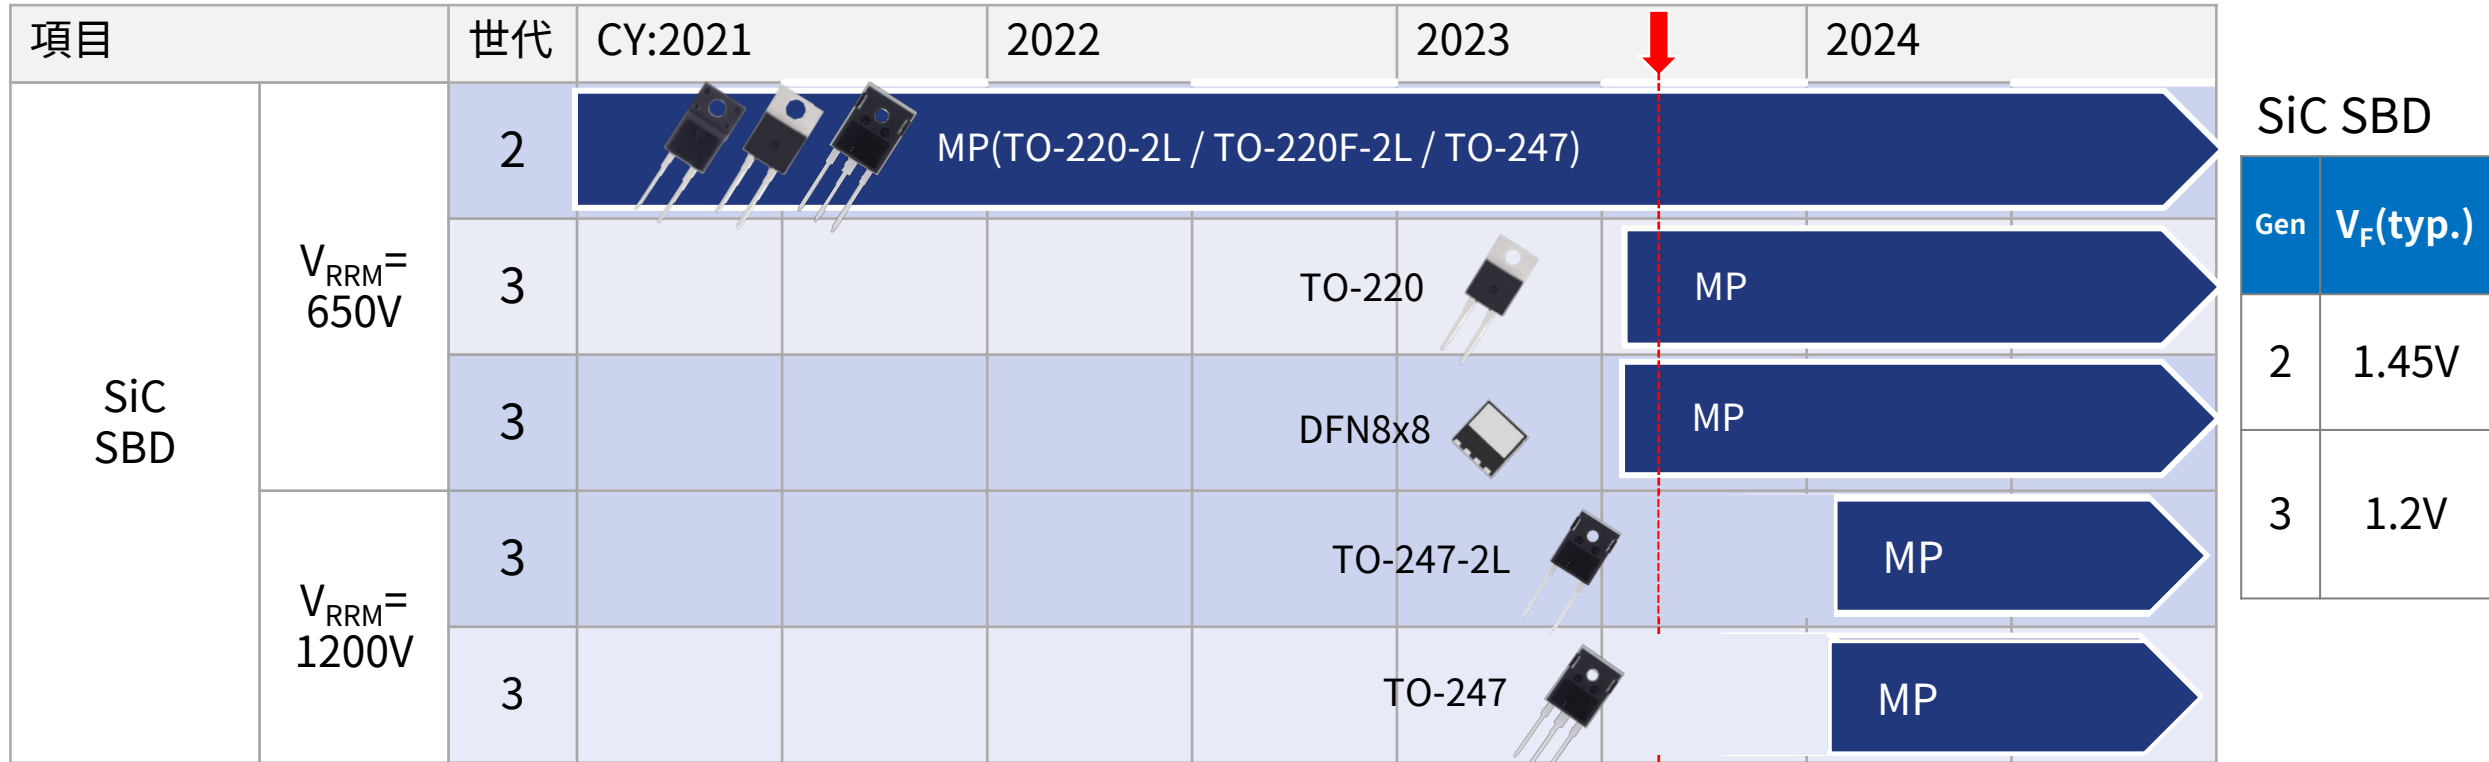 項目 世代 CY:2021 2022 2023 2024
SiC
SBD
VRRM=
650V
2 MP(TO-220-2L / TO-220F-2L / TO-247)
3 TO-220 MP
3 DFN8x8 MP
VRRM=
1200V
3 TO-247-2L MP
3 TO-247 MP
SiC SBD
Gen VF(typ.)
2 1.45V
3 1.2V